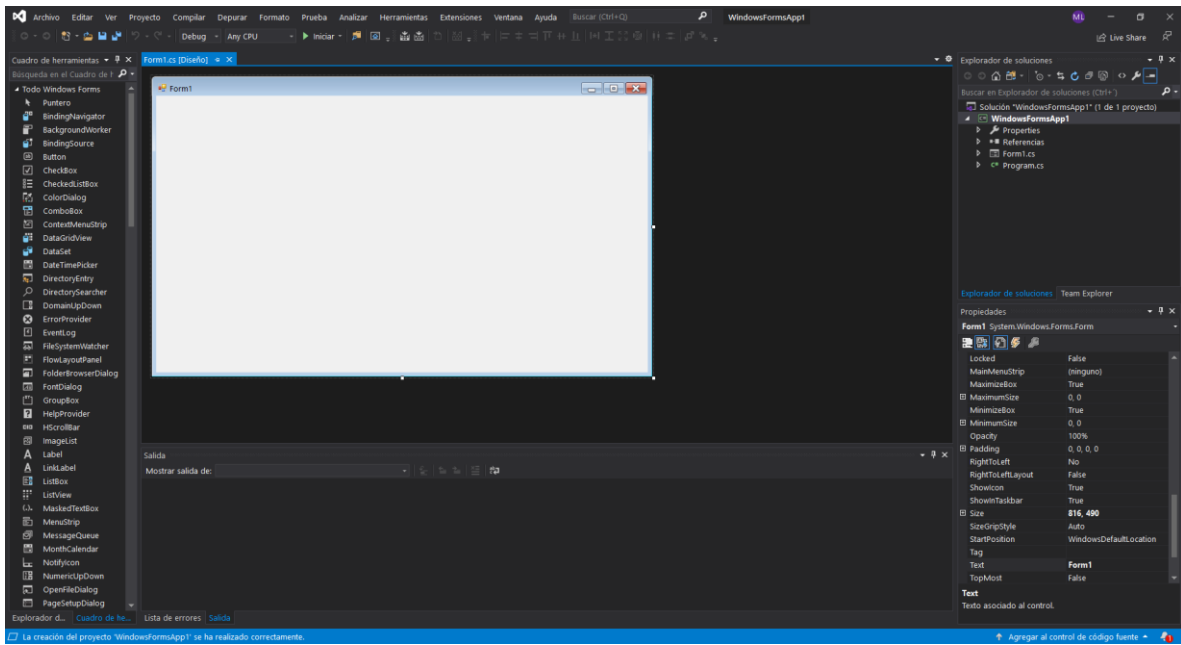 Archivo Editar Ver Proyecto Compilar Depurar Formato Prueba Analizar Herramientas Extensiones Ventana Ayuda Buscar (Ctrl+Q) WindowsFormsApp1 ML
Debug Any CPU Iniciar Live Share
Cuadro de herramientas
Búsqueda en el Cuadro de h
Todo Windows Forms
Puntero
BindingNavigator
BackgroundWorker
BindingSource
Button
CheckBox
CheckedListBox
ColorDialog
ComboBox
ContextMenuStrip
DataGridView
DataSet
DateTimePicker
DirectoryEntry
DirectorySearcher
DomainUpDown
ErrorProvider
EventLog
FileSystemWatcher
FlowLayoutPanel
FolderBrowserDialog
FontDialog
GroupBox
HelpProvider
HScrollBar
ImageList
Label
LinkLabel
ListBox
ListView
MaskedTextBox
MenuStrip
MessageQueue
MonthCalendar
NotifyIcon
NumericUpDown
OpenFileDialog
PageSetupDialog
Explorador d... Cuadro de he...
Form1.cs [Diseño]
Form1
Salida
Mostrar salida de:
Lista de errores Salida
Explorador de soluciones
Buscar en Explorador de soluciones (Ctrl+`)
Solución "WindowsFormsApp1" (1 de 1 proyecto)
WindowsFormsApp1
Properties
Referencias
Form1.cs
Program.cs
Explorador de soluciones Team Explorer
Propiedades
Form1 System.Windows.Forms.Form
Locked False
MainMenuStrip (ninguno)
MaximizeBox True
MaximumSize 0, 0
MinimizeBox True
MinimumSize 0, 0
Opacity 100%
Padding 0, 0, 0, 0
RightToLeft No
RightToLeftLayout False
ShowIcon True
ShowInTaskbar True
Size 816, 490
SizeGripStyle Auto
StartPosition WindowsDefaultLocation
Tag
Text Form1
TopMost False
Text
Texto asociado al control.
La creación del proyecto 'WindowsFormsApp1' se ha realizado correctamente. Agregar al control de código fuente